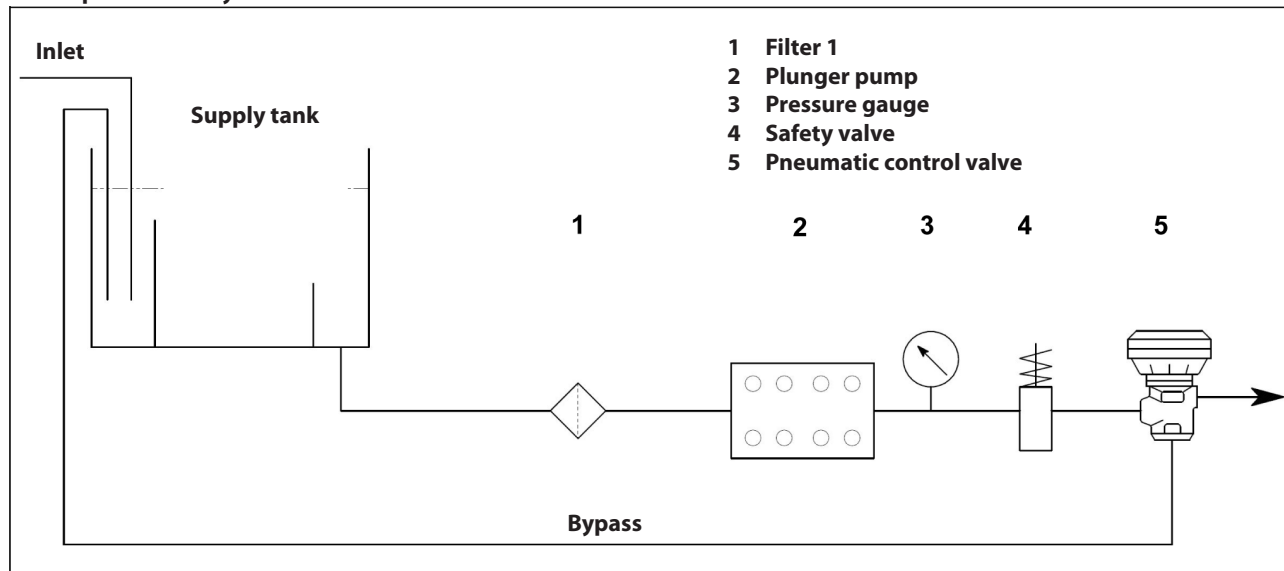 Inlet
Supply tank
1 Filter 1
2 Plunger pump
3 Pressure gauge
4 Safety valve
5 Pneumatic control valve
1 2 3 4 5
Bypass